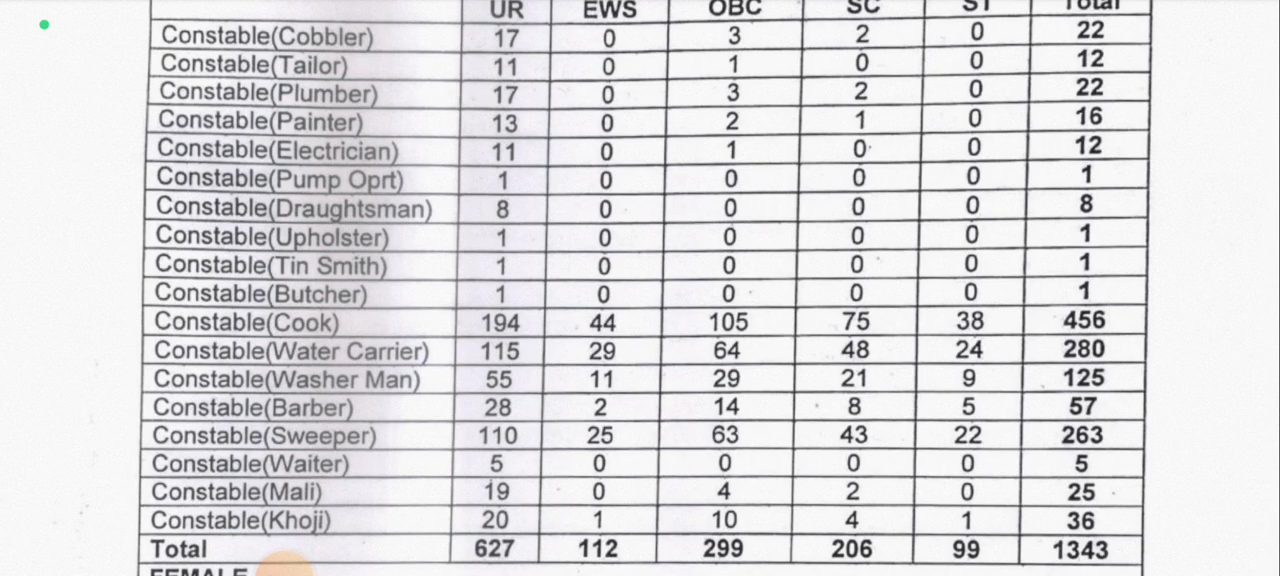 UR EWS OBC SC ST Total
Constable(Cobbler) 17 0 3 2 0 22
Constable(Tailor) 11 0 1 0 0 12
Constable(Plumber) 17 0 3 2 0 22
Constable(Painter) 13 0 2 1 0 16
Constable(Electrician) 11 0 1 0 0 12
Constable(Pump Oprt) 1 0 0 0 0 1
Constable(Draughtsman) 8 0 0 0 0 8
Constable(Upholster) 1 0 0 0 0 1
Constable(Tin Smith) 1 0 0 0 0 1
Constable(Butcher) 1 0 0 0 0 1
Constable(Cook) 194 44 105 75 38 456
Constable(Water Carrier) 115 29 64 48 24 280
Constable(Washer Man) 55 11 29 21 9 125
Constable(Barber) 28 2 14 8 5 57
Constable(Sweeper) 110 25 63 43 22 263
Constable(Waiter) 5 0 0 0 0 5
Constable(Mali) 19 0 4 2 0 25
Constable(Khoji) 20 1 10 4 1 36
Total 627 112 299 206 99 1343
FEMALE